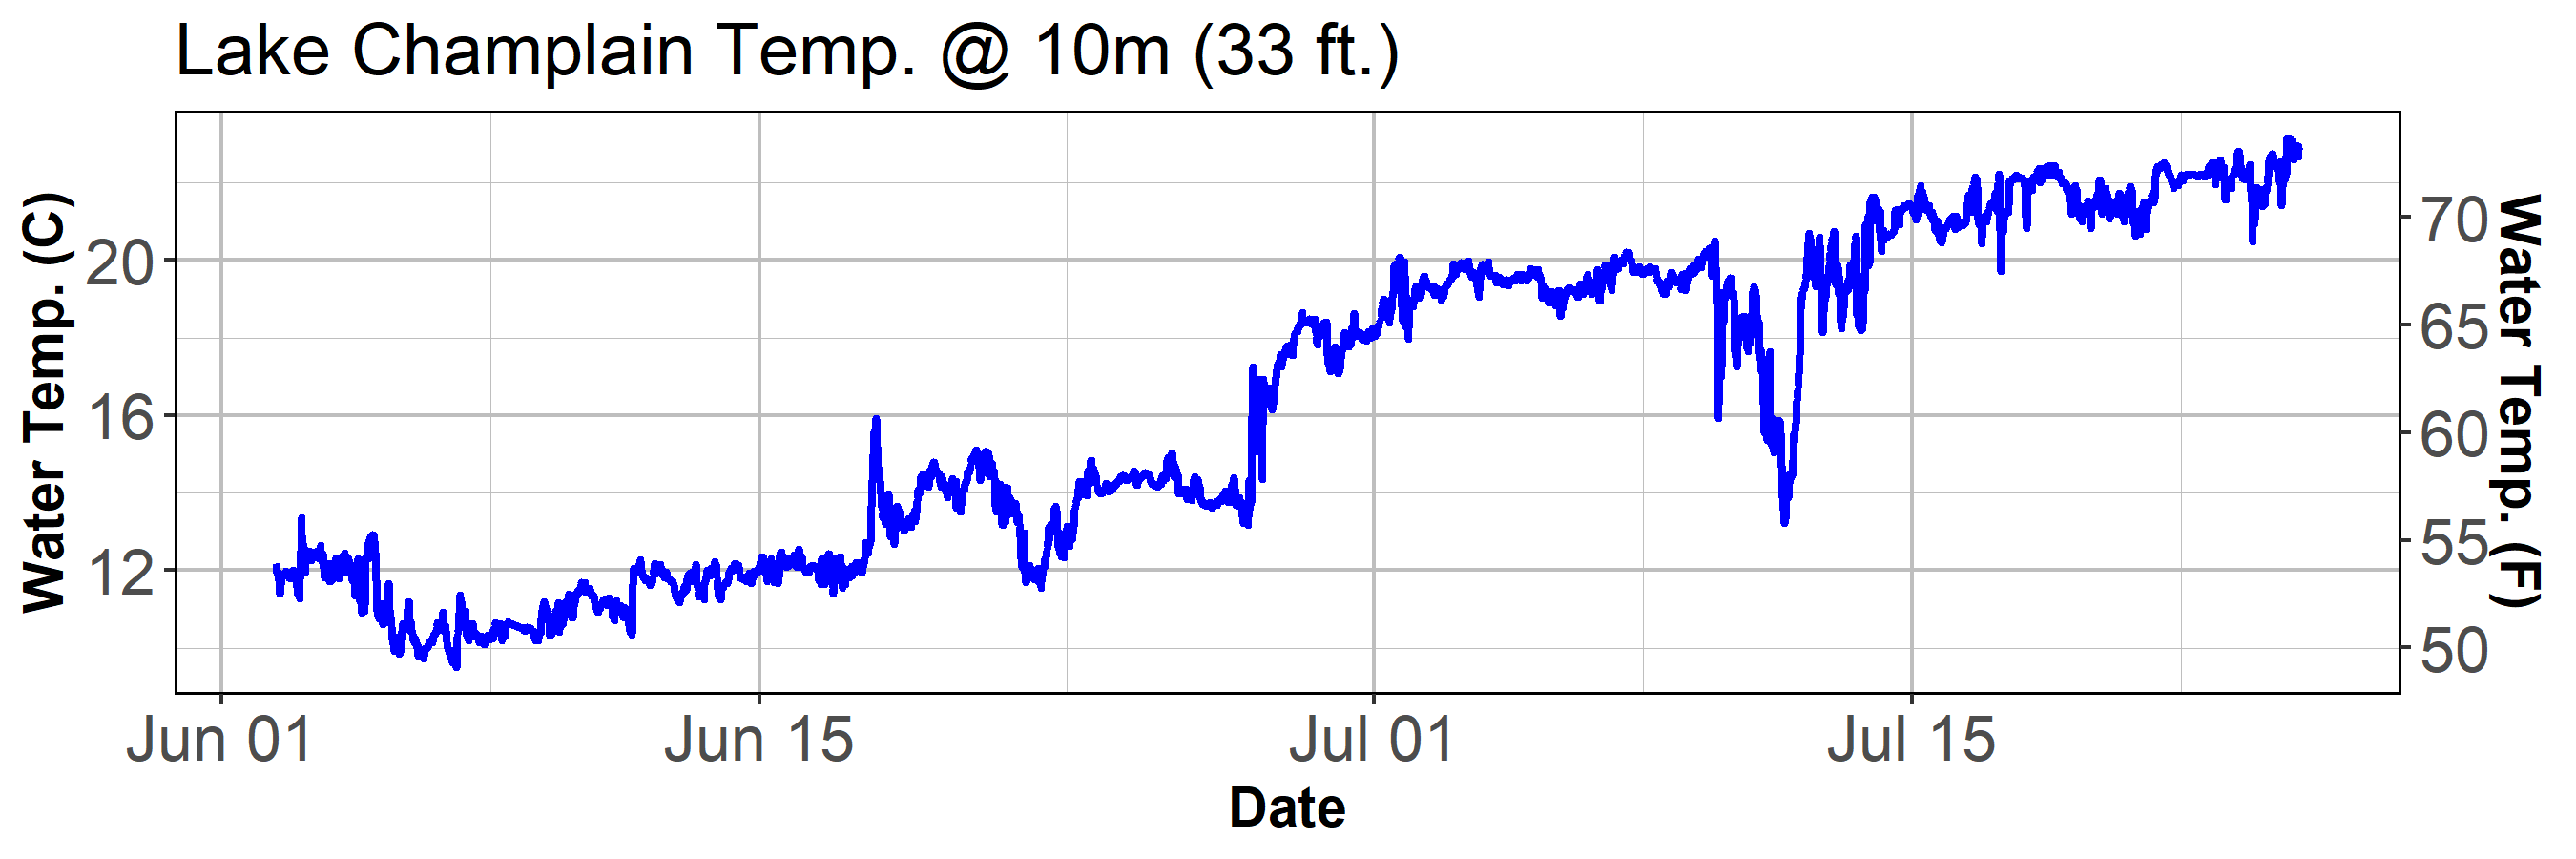 Lake Champlain Temp. @ 10m (33 ft.)
Water Temp. (C)
20
16
12
70
65
60
55
50
Water Temp. (F)
Jun 01
Jun 15
Jul 01
Jul 15
Date